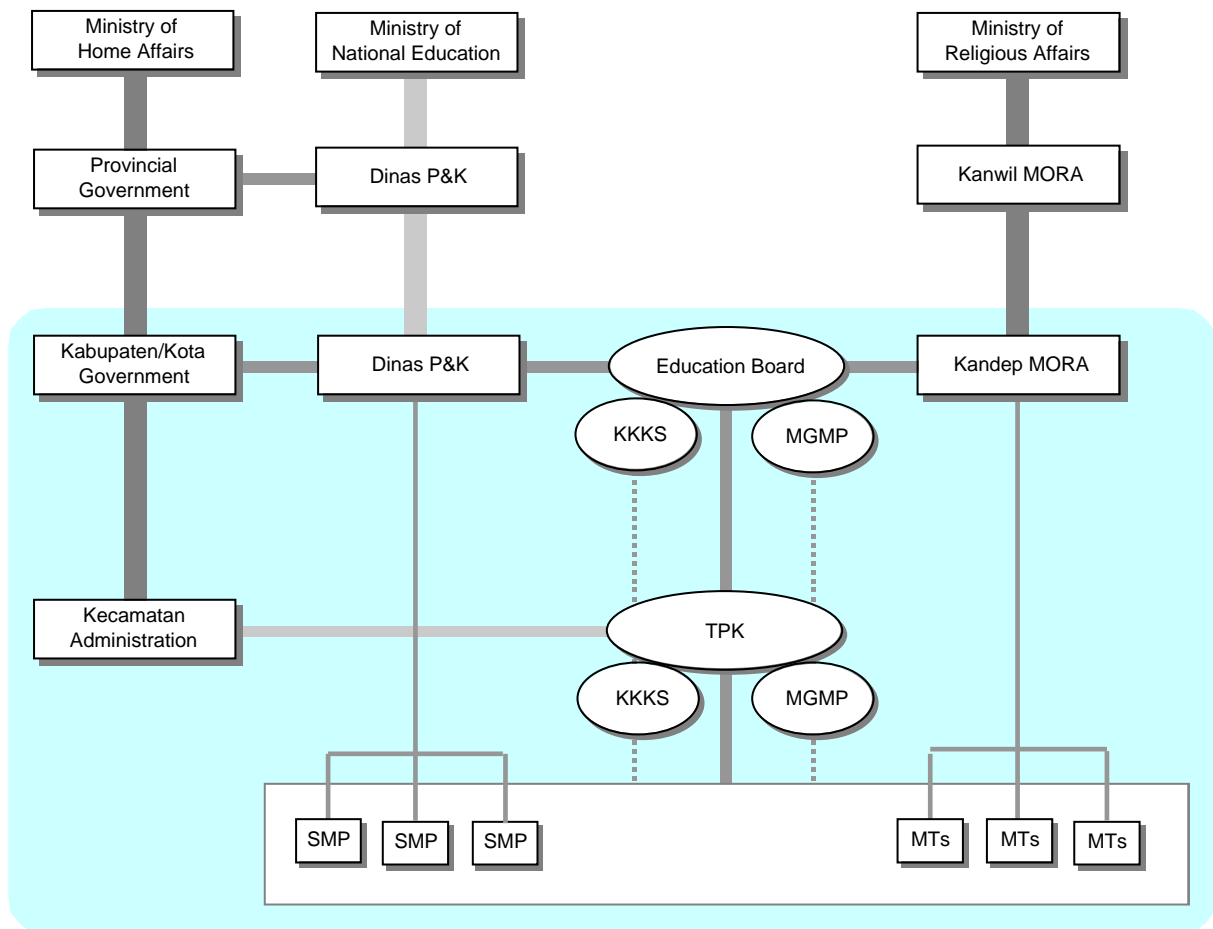 Ministry of
Home Affairs
Ministry of
National Education
Ministry of
Religious Affairs
Provincial
Government
Dinas P&K
Kanwil MORA
Kabupaten/Kota
Government
Dinas P&K
Education Board
Kandep MORA
KKKS
MGMP
Kecamatan
Administration
TPK
KKKS
MGMP
SMP
SMP
SMP
MTs
MTs
MTs